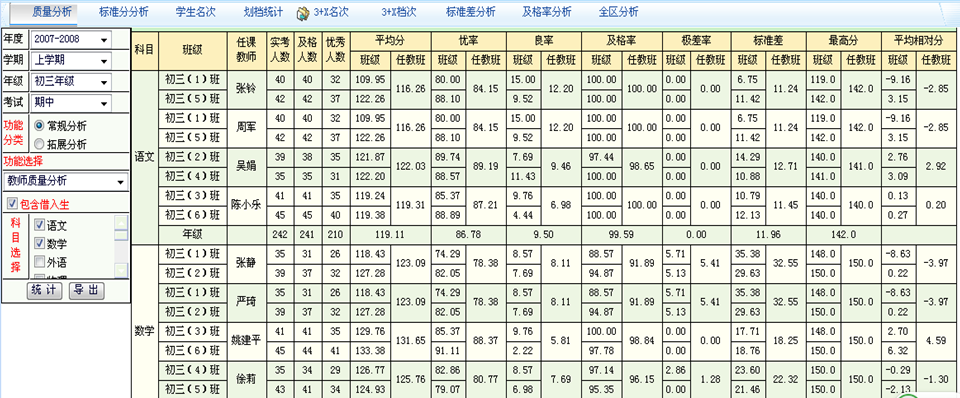 质量分析 标准分分析 学生名次 划档统计 3+X名次 3+X档次 标准差分析 及格率分析 全区分析
年度 2007-2008
学期 上学期
年级 初三年级
考试 期中
功能分类 常规分析 拓展分析
功能选择
教师质量分析
包含借入生
科目选择 语文 数学 外语
统 计 导 出
科目 班级 任课教师 实考人数 及格人数 优秀人数 平均分 优率 良率 及格率 极差率 标准差 最高分 平均相对分
班级 任教班 班级 任教班 班级 任教班 班级 任教班 班级 任教班 班级 任教班 班级 任教班 班级 任教班
语文
初三(1)班 张铃 40 40 32 109.95 116.26 80.00 84.15 15.00 12.20 100.00 100.00 0.00 0.00 6.75 11.24 119.0 142.0 -9.16 -2.85
初三(5)班 42 42 37 122.26 88.10 9.52 100.00 0.00 11.42 142.0 3.15
初三(1)班 周军 40 40 32 109.95 116.26 80.00 84.15 15.00 12.20 100.00 100.00 0.00 0.00 6.75 11.24 119.0 142.0 -9.16 -2.85
初三(5)班 42 42 37 122.26 88.10 9.52 100.00 0.00 11.42 142.0 3.15
初三(2)班 吴娟 39 38 35 121.87 122.03 89.74 89.19 7.69 9.46 97.44 98.65 0.00 0.00 14.29 12.71 140.0 141.0 2.76 2.92
初三(4)班 35 35 31 122.20 88.57 11.43 100.00 0.00 10.88 141.0 3.09
初三(3)班 陈小乐 41 41 35 119.24 119.31 85.37 87.21 9.76 6.98 100.00 100.00 0.00 0.00 10.79 11.45 140.0 140.0 0.13 0.20
初三(6)班 45 45 40 119.38 88.89 4.44 100.00 0.00 12.13 140.0 0.27
年级 242 241 210 119.11 86.78 9.50 99.59 0.00 11.96 142.0
数学
初三(1)班 张静 35 31 26 118.43 123.09 74.29 78.38 8.57 8.11 88.57 91.89 5.71 5.41 35.38 32.55 148.0 150.0 -8.63 -3.97
初三(2)班 39 37 32 127.28 82.05 7.69 94.87 5.13 29.63 150.0 0.22
初三(1)班 严琦 35 31 26 118.43 123.09 74.29 78.38 8.57 8.11 88.57 91.89 5.71 5.41 35.38 32.55 148.0 150.0 -8.63 -3.97
初三(2)班 39 37 32 127.28 82.05 7.69 94.87 5.13 29.63 150.0 0.22
初三(3)班 姚建平 41 41 35 129.76 131.65 85.37 88.37 9.76 5.81 100.00 98.84 0.00 0.00 17.71 18.25 148.0 150.0 2.70 4.59
初三(6)班 45 44 41 133.38 91.11 2.22 97.78 0.00 18.76 150.0 6.32
初三(4)班 徐莉 35 34 29 126.77 125.76 82.86 80.77 8.57 7.69 97.14 96.15 2.86 1.28 23.60 22.32 150.0 150.0 -0.29 -1.30
初三(5)班 43 41 34 124.93 79.07 6.98 95.35 0.00 21.46 150.0 -2.13